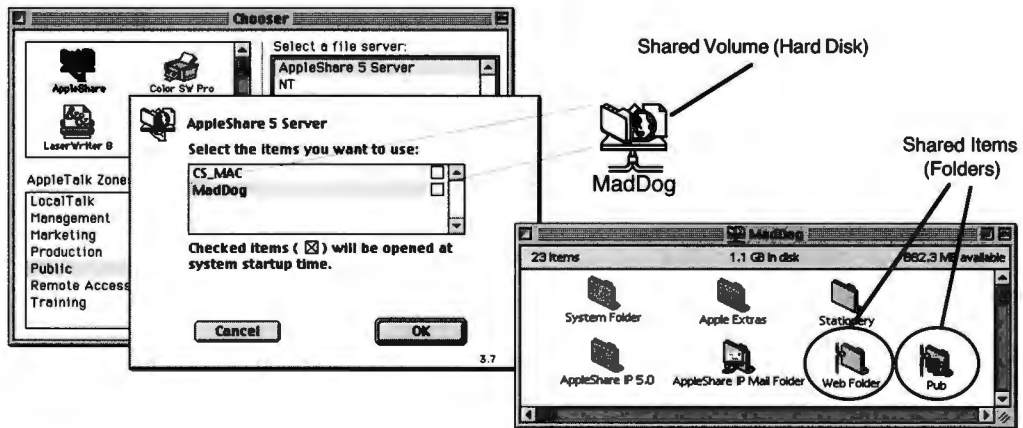 Chooser
Select a file server:
AppleShare 5 Server
NT
AppleShare
Color SW Pro
LaserWriter 8
AppleTalk Zones
LocalTalk
Management
Marketing
Production
Public
Remote Access
Training
AppleShare 5 Server
Select the items you want to use:
CS_MAC
MadDog
Checked items ( ☒ ) will be opened at
system startup time.
Cancel
OK
3.7
Shared Volume (Hard Disk)
MadDog
Shared Items
(Folders)
MadDog
23 items
1.1 GB in disk
882.3 MB available
System Folder
Apple Extras
Stationery
AppleShare IP 5.0
AppleShare IP Mail Folder
Web Folder
Pub